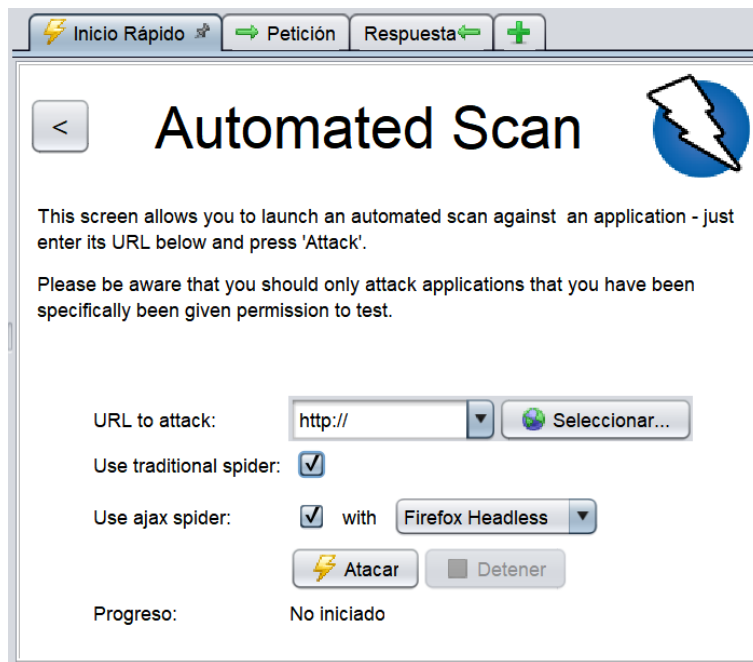 Inicio Rápido
Petición
Respuesta
<
Automated Scan
This screen allows you to launch an automated scan against  an application - just
enter its URL below and press 'Attack'.
Please be aware that you should only attack applications that you have been
specifically been given permission to test.
URL to attack: http:// Seleccionar...
Use traditional spider:
Use ajax spider: with Firefox Headless
Atacar Detener
Progreso: No iniciado